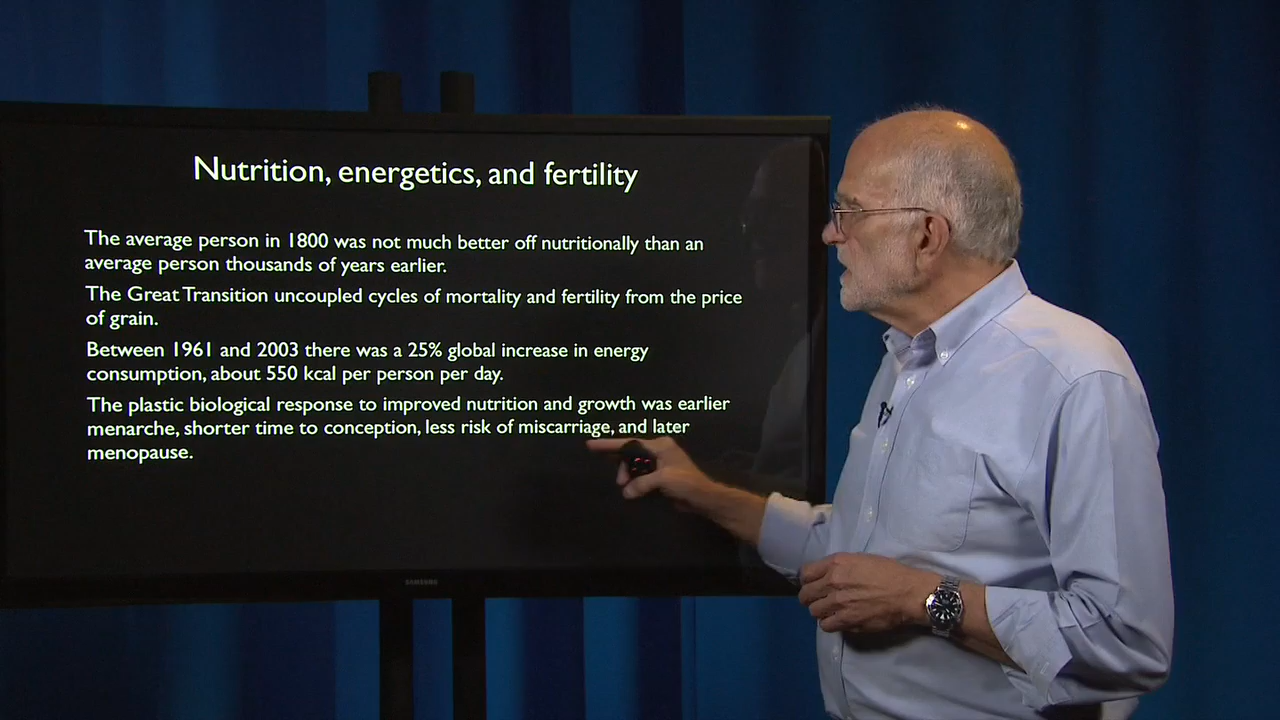 Nutrition, energetics, and fertility
The average person in 1800 was not much better off nutritionally than an
average person thousands of years earlier.
The Great Transition uncoupled cycles of mortality and fertility from the price
of grain.
Between 1961 and 2003 there was a 25% global increase in energy
consumption, about 550 kcal per person per day.
The plastic biological response to improved nutrition and growth was earlier
menarche, shorter time to conception, less risk of miscarriage, and later
menopause.
SAMSUNG